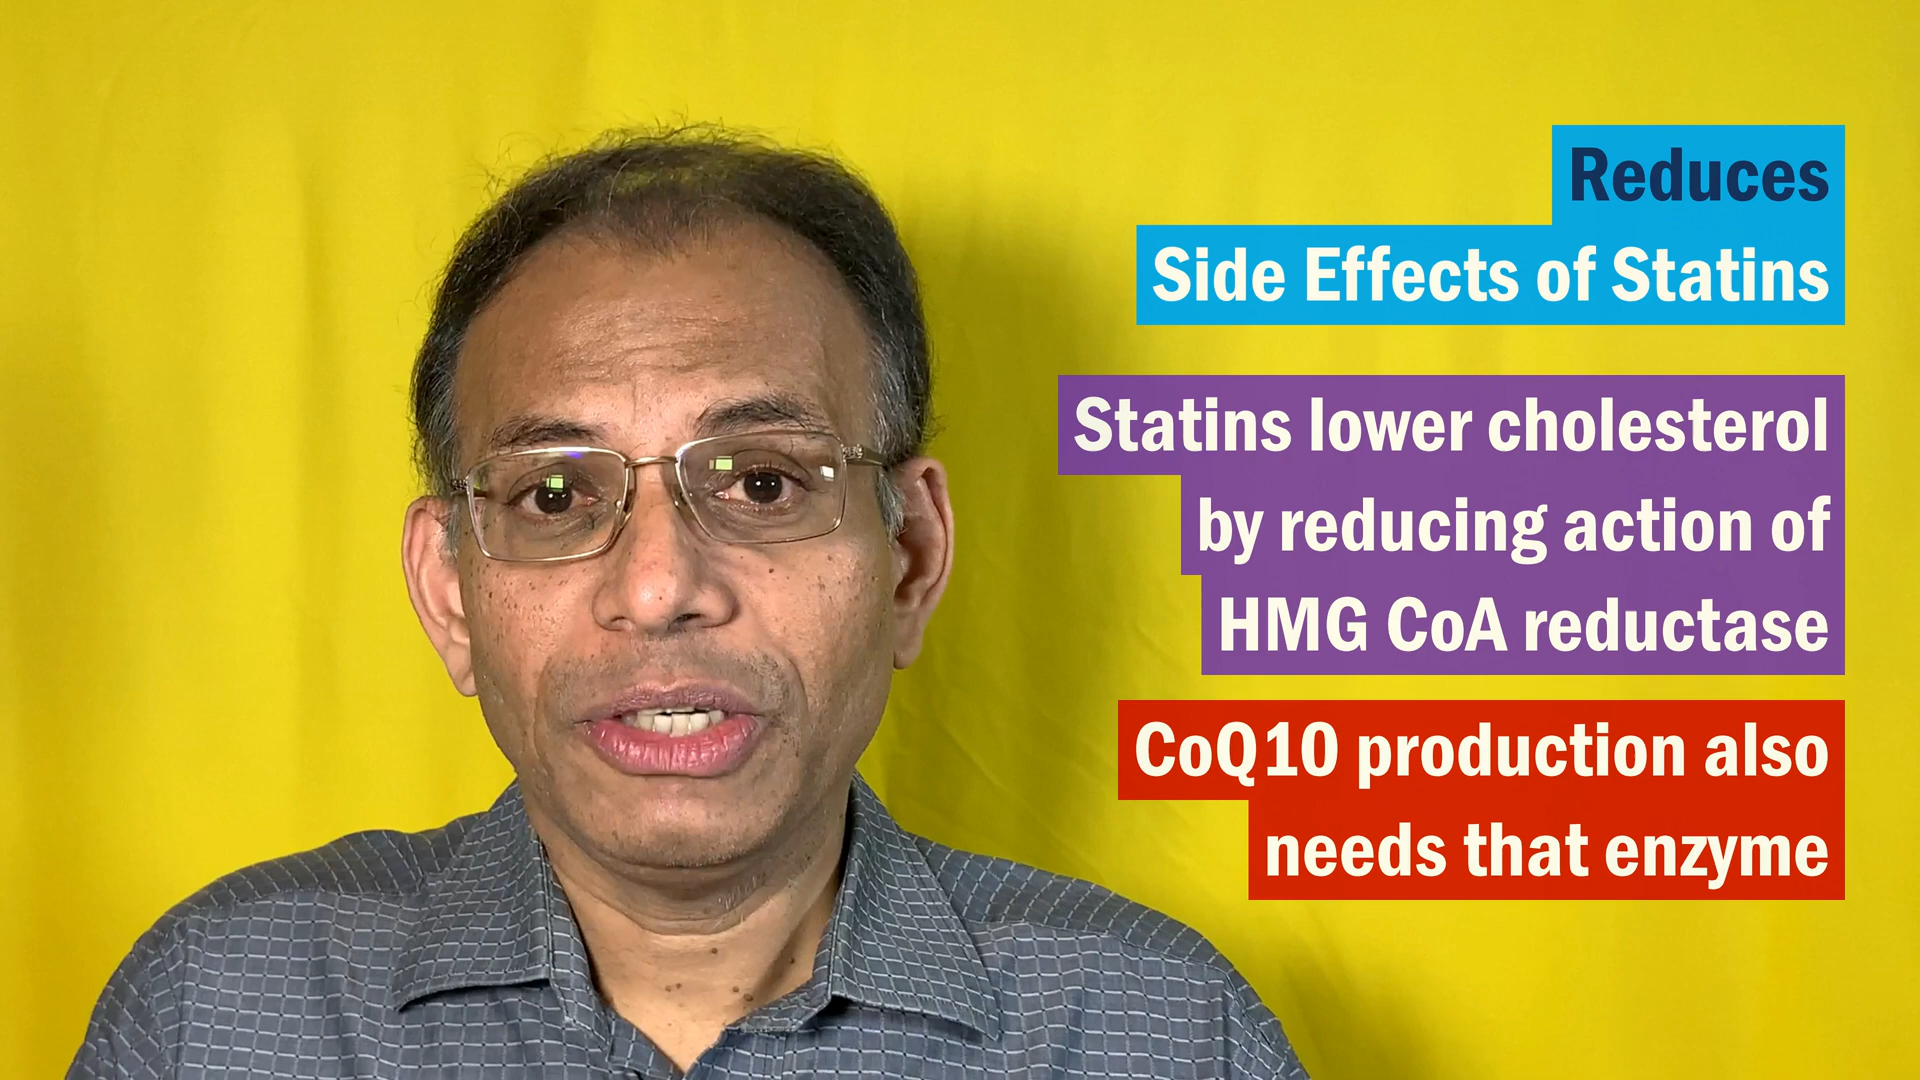 Reduces
Side Effects of Statins
Statins lower cholesterol
by reducing action of
HMG CoA reductase
CoQ10 production also
needs that enzyme